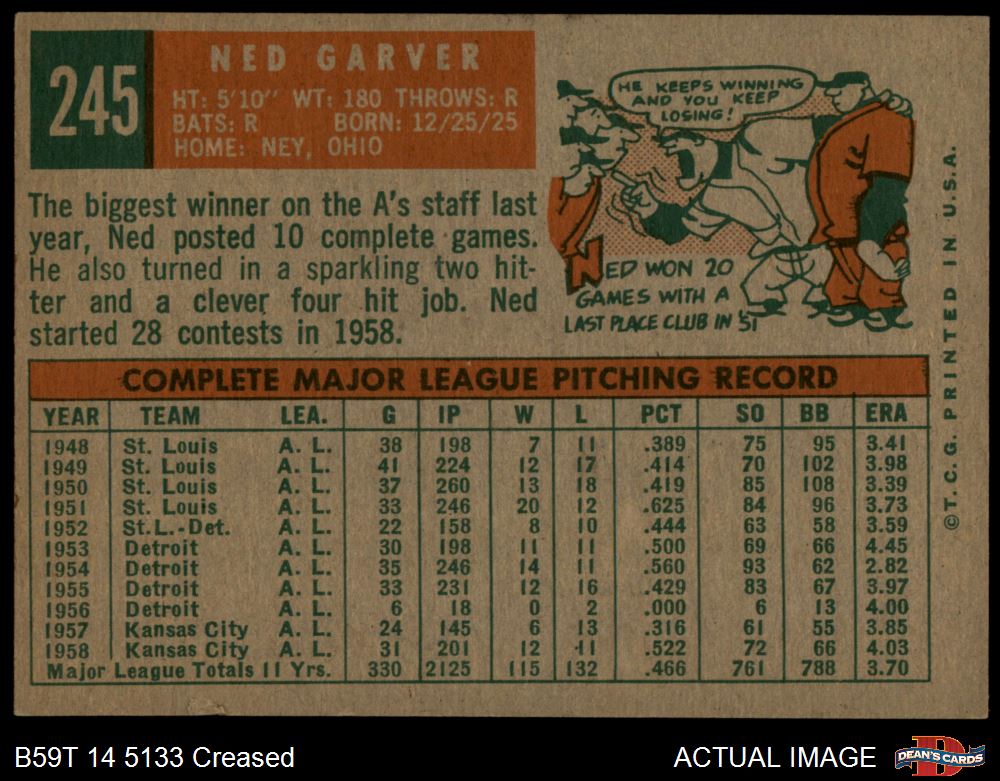 245
NED GARVER
HT: 5'10" WT: 180 THROWS: R
BATS: R BORN: 12/25/25
HOME: NEY, OHIO
The biggest winner on the A's staff last
year, Ned posted 10 complete games.
He also turned in a sparkling two hit-
ter and a clever four hit job. Ned
started 28 contests in 1958.
HE KEEPS WINNING
AND YOU KEEP
LOSING!
NED WON 20
GAMES WITH A
LAST PLACE CLUB IN '51
COMPLETE MAJOR LEAGUE PITCHING RECORD
YEAR TEAM LEA. G IP W L PCT SO BB ERA
1948 St. Louis A. L. 38 198 7 11 .389 75 95 3.41
1949 St. Louis A. L. 41 224 12 17 .414 70 102 3.98
1950 St. Louis A. L. 37 260 13 18 .419 85 108 3.39
1951 St. Louis A. L. 33 246 20 12 .625 84 96 3.73
1952 St.L.-Det. A. L. 22 158 8 10 .444 63 58 3.59
1953 Detroit A. L. 30 198 11 11 .500 69 66 4.45
1954 Detroit A. L. 35 246 14 11 .560 93 62 2.82
1955 Detroit A. L. 33 231 12 16 .429 83 67 3.97
1956 Detroit A. L. 6 18 0 2 .000 6 13 4.00
1957 Kansas City A. L. 24 145 6 13 .316 61 55 3.85
1958 Kansas City A. L. 31 201 12 11 .522 72 66 4.03
Major League Totals 11 Yrs. 330 2125 115 132 .466 761 788 3.70
©T. C. G. PRINTED IN U.S.A.
B59T 14 5133 Creased
ACTUAL IMAGE
D
DEAN'S CARDS